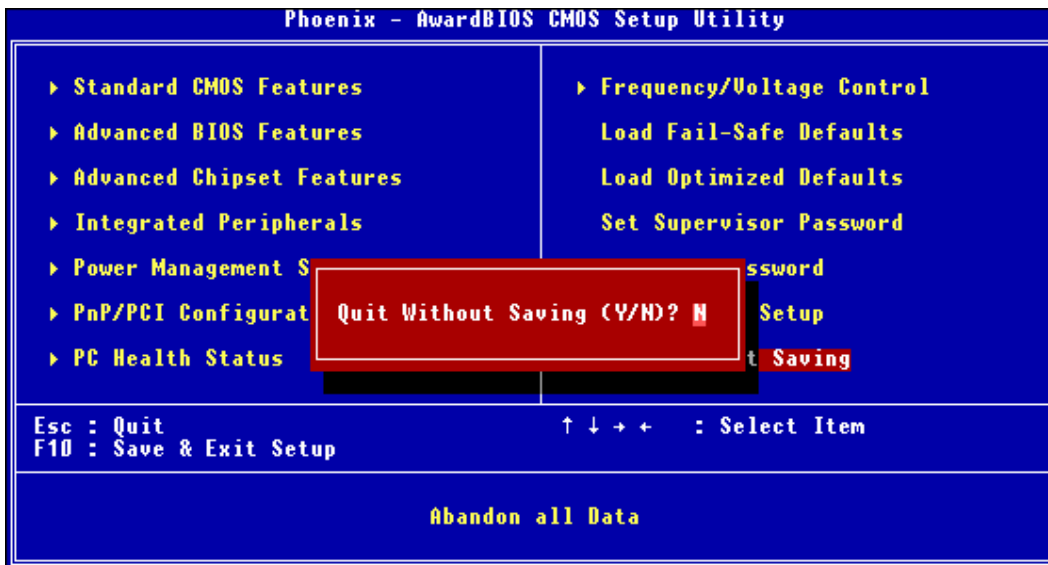 Phoenix - AwardBIOS CMOS Setup Utility
▸ Standard CMOS Features
▸ Advanced BIOS Features
▸ Advanced Chipset Features
▸ Integrated Peripherals
▸ Power Management S
▸ PnP/PCI Configurat
▸ PC Health Status
▸ Frequency/Voltage Control
Load Fail-Safe Defaults
Load Optimized Defaults
Set Supervisor Password
ssword
Setup
t Saving
Quit Without Saving (Y/N)? N
Esc : Quit
F10 : Save & Exit Setup
↑ ↓ → ← : Select Item
Abandon all Data